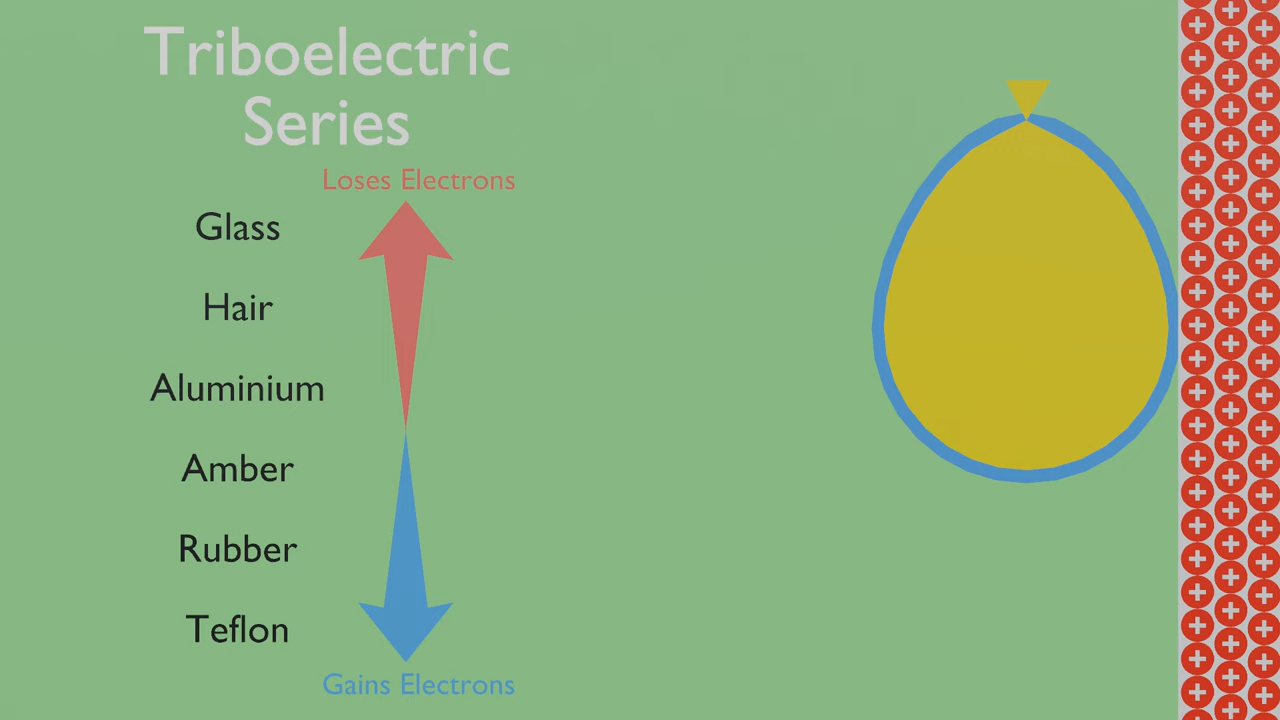 Triboelectric
Series
Loses Electrons
Glass
Hair
Aluminium
Amber
Rubber
Teflon
Gains Electrons